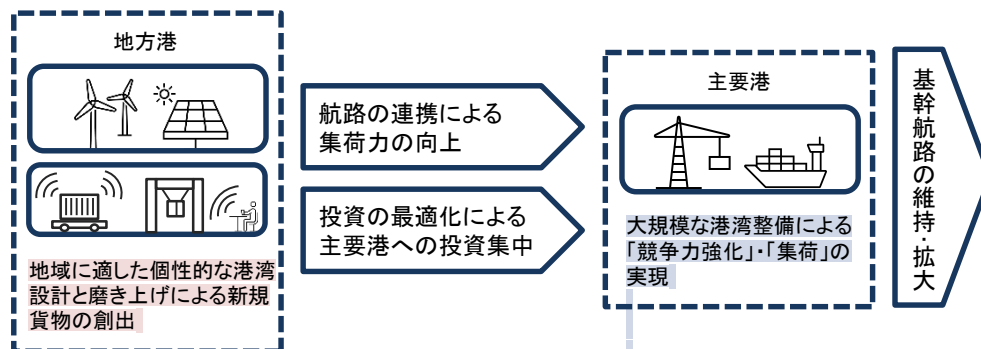 地方港
地域に適した個性的な港湾
設計と磨き上げによる新規
貨物の創出
航路の連携による
集荷力の向上
投資の最適化による
主要港への投資集中
主要港
大規模な港湾整備による
「競争力強化」・「集荷」の
実現
基幹航路の維持・拡大